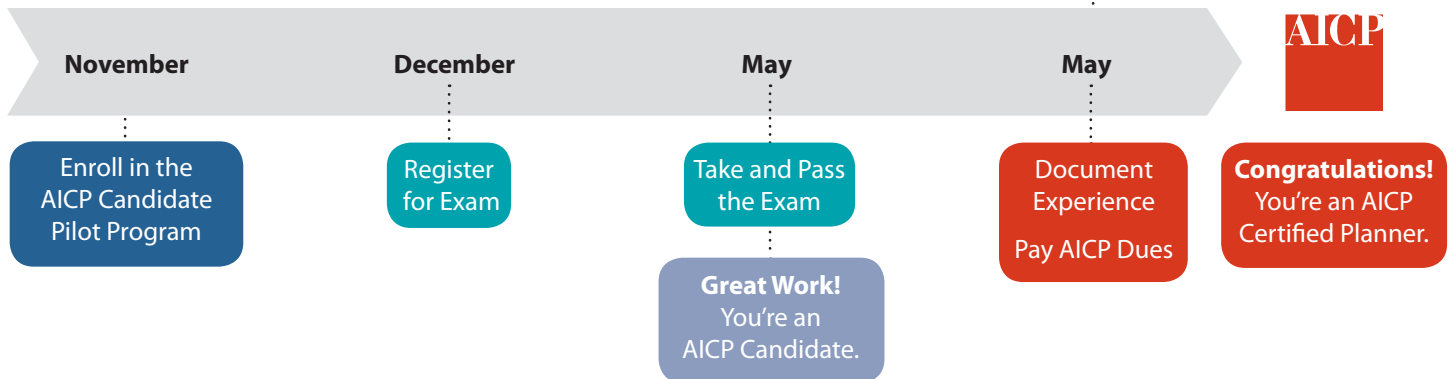 November
December
May
May
AICP
Enroll in the
AICP Candidate
Pilot Program
Register
for Exam
Take and Pass
the Exam
Great Work!
You're an
AICP Candidate.
Document
Experience
Pay AICP Dues
Congratulations!
You're an AICP
Certified Planner.